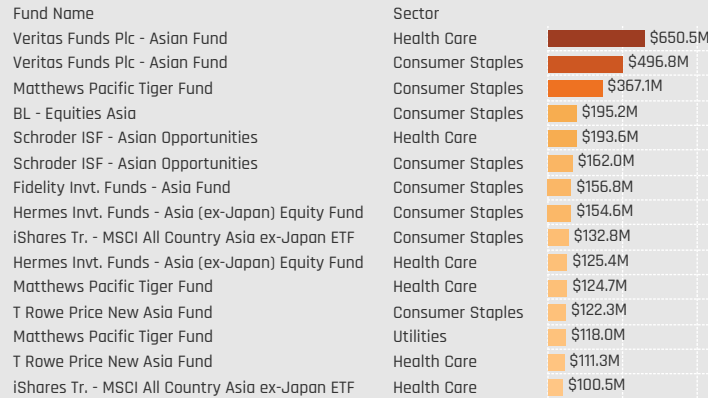 Fund Name Sector
Veritas Funds Plc - Asian Fund Health Care $650.5M
Veritas Funds Plc - Asian Fund Consumer Staples $496.8M
Matthews Pacific Tiger Fund Consumer Staples $367.1M
BL - Equities Asia Consumer Staples $195.2M
Schroder ISF - Asian Opportunities Health Care $193.6M
Schroder ISF - Asian Opportunities Consumer Staples $162.0M
Fidelity Invt. Funds - Asia Fund Consumer Staples $156.8M
Hermes Invt. Funds - Asia (ex-Japan) Equity Fund Consumer Staples $154.6M
iShares Tr. - MSCI All Country Asia ex-Japan ETF Consumer Staples $132.8M
Hermes Invt. Funds - Asia (ex-Japan) Equity Fund Health Care $125.4M
Matthews Pacific Tiger Fund Health Care $124.7M
T Rowe Price New Asia Fund Consumer Staples $122.3M
Matthews Pacific Tiger Fund Utilities $118.0M
T Rowe Price New Asia Fund Health Care $111.3M
iShares Tr. - MSCI All Country Asia ex-Japan ETF Health Care $100.5M